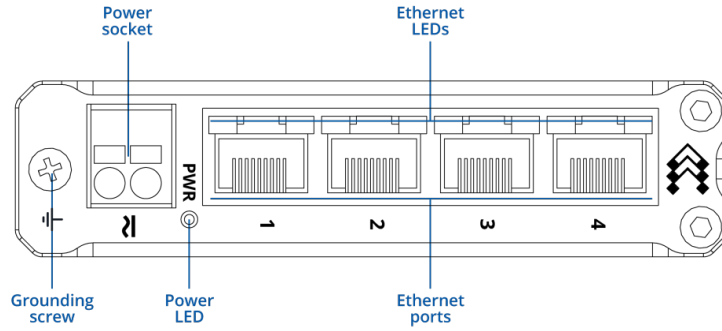 Power
socket
Ethernet
LEDs
PWR
1
2
3
4
Grounding
screw
Power
LED
Ethernet
ports